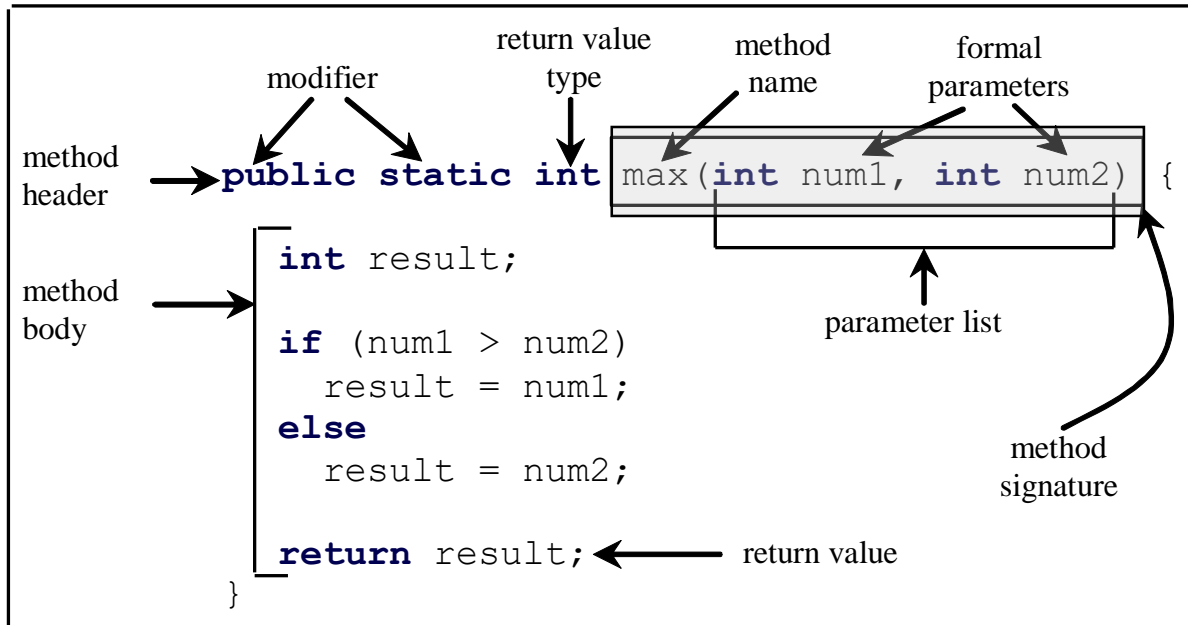 return value
type
method
name
formal
parameters
modifier
method
header
public static int max(int num1, int num2) {
int result;
method
body
parameter list
if (num1 > num2)
result = num1;
else
result = num2;
method
signature
return result;
return value
}